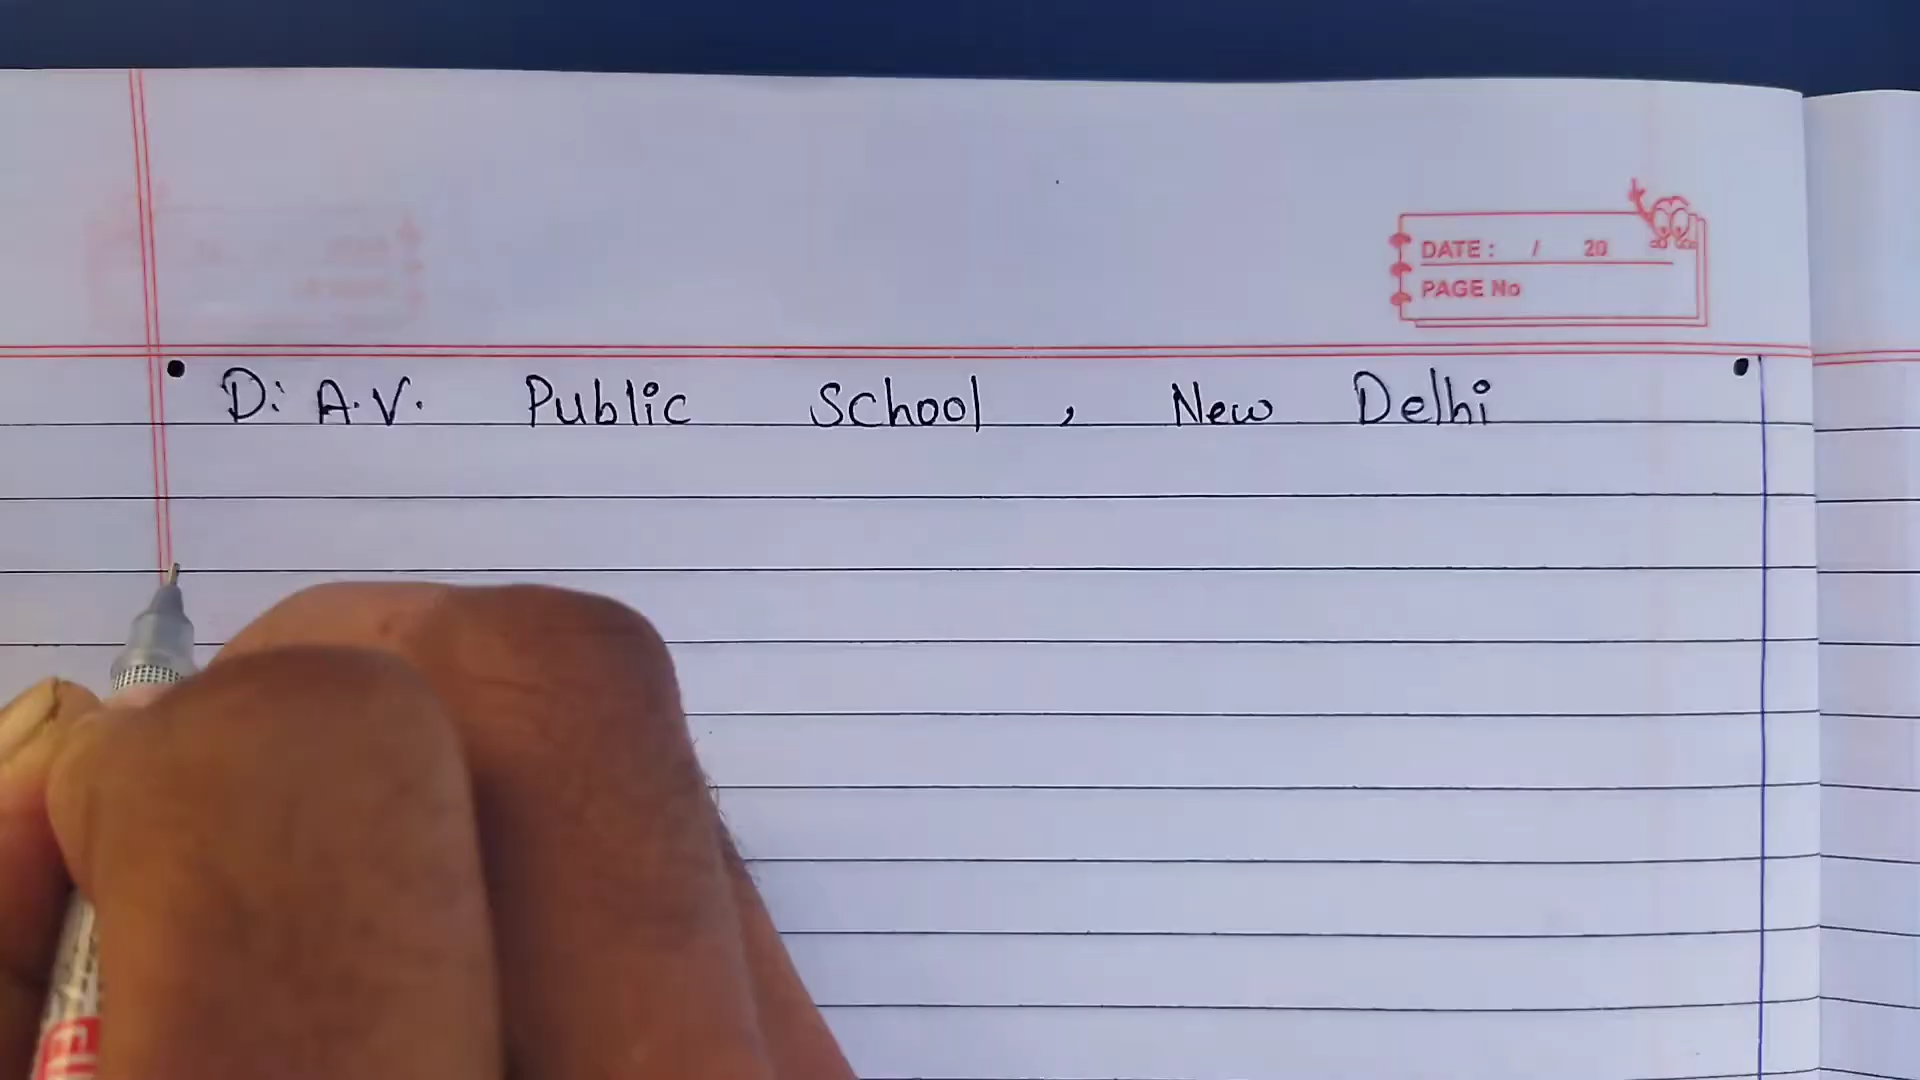 DATE : / 20
PAGE No
D: A.V. Public School , New Delhi